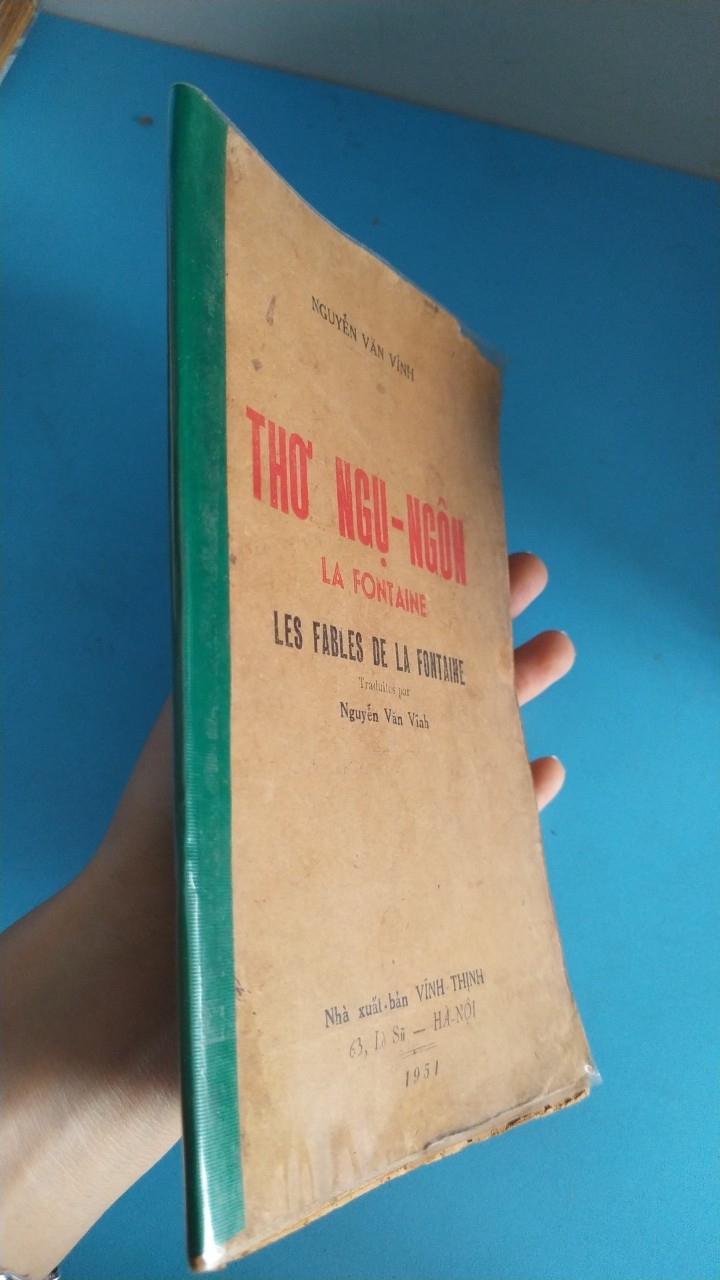 NGUYỄN VĂN VĨNH
THƠ NGỤ-NGÔN
LA FONTAINE
LES FABLES DE LA FONTAINE
Traduites par
Nguyễn Văn Vĩnh
Nhà xuất-bản VĨNH-THỊNH
63, Lò Sũ — HÀ-NỘI
1951